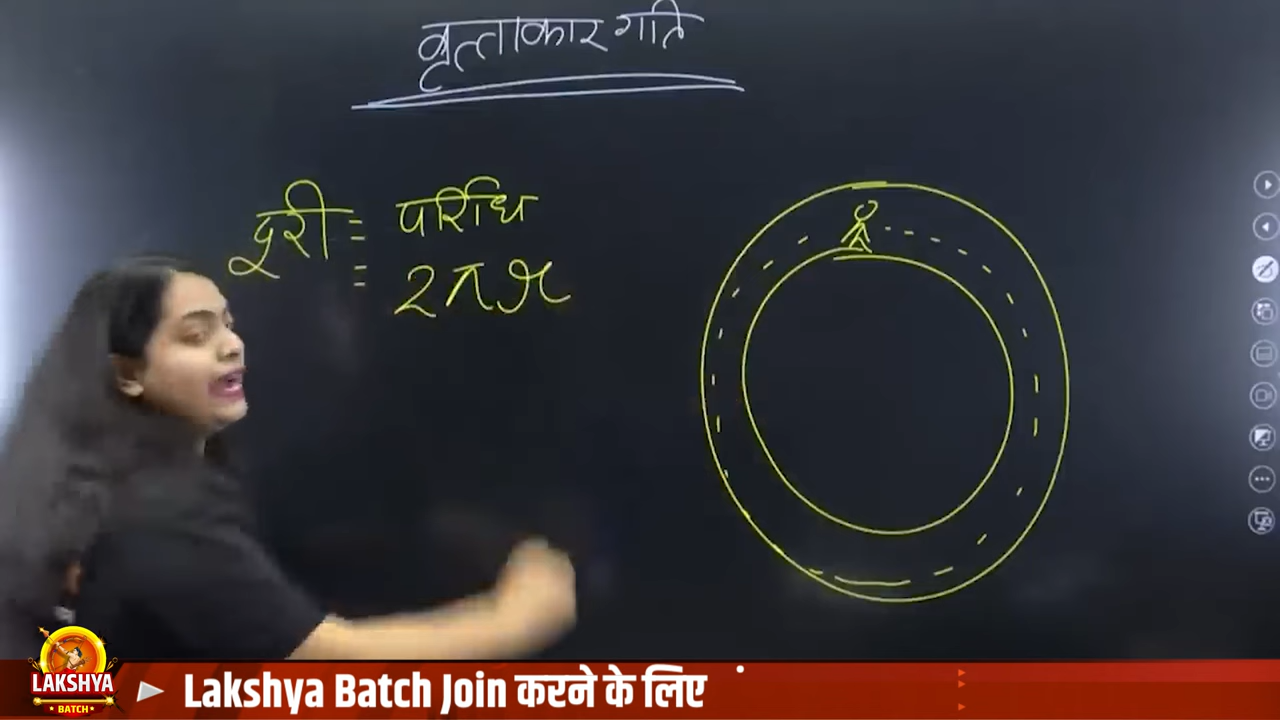 वृत्ताकार गति
दूरी = परिधि
= 2πr
LAKSHYA
BATCH
Lakshya Batch Join करने के लिए